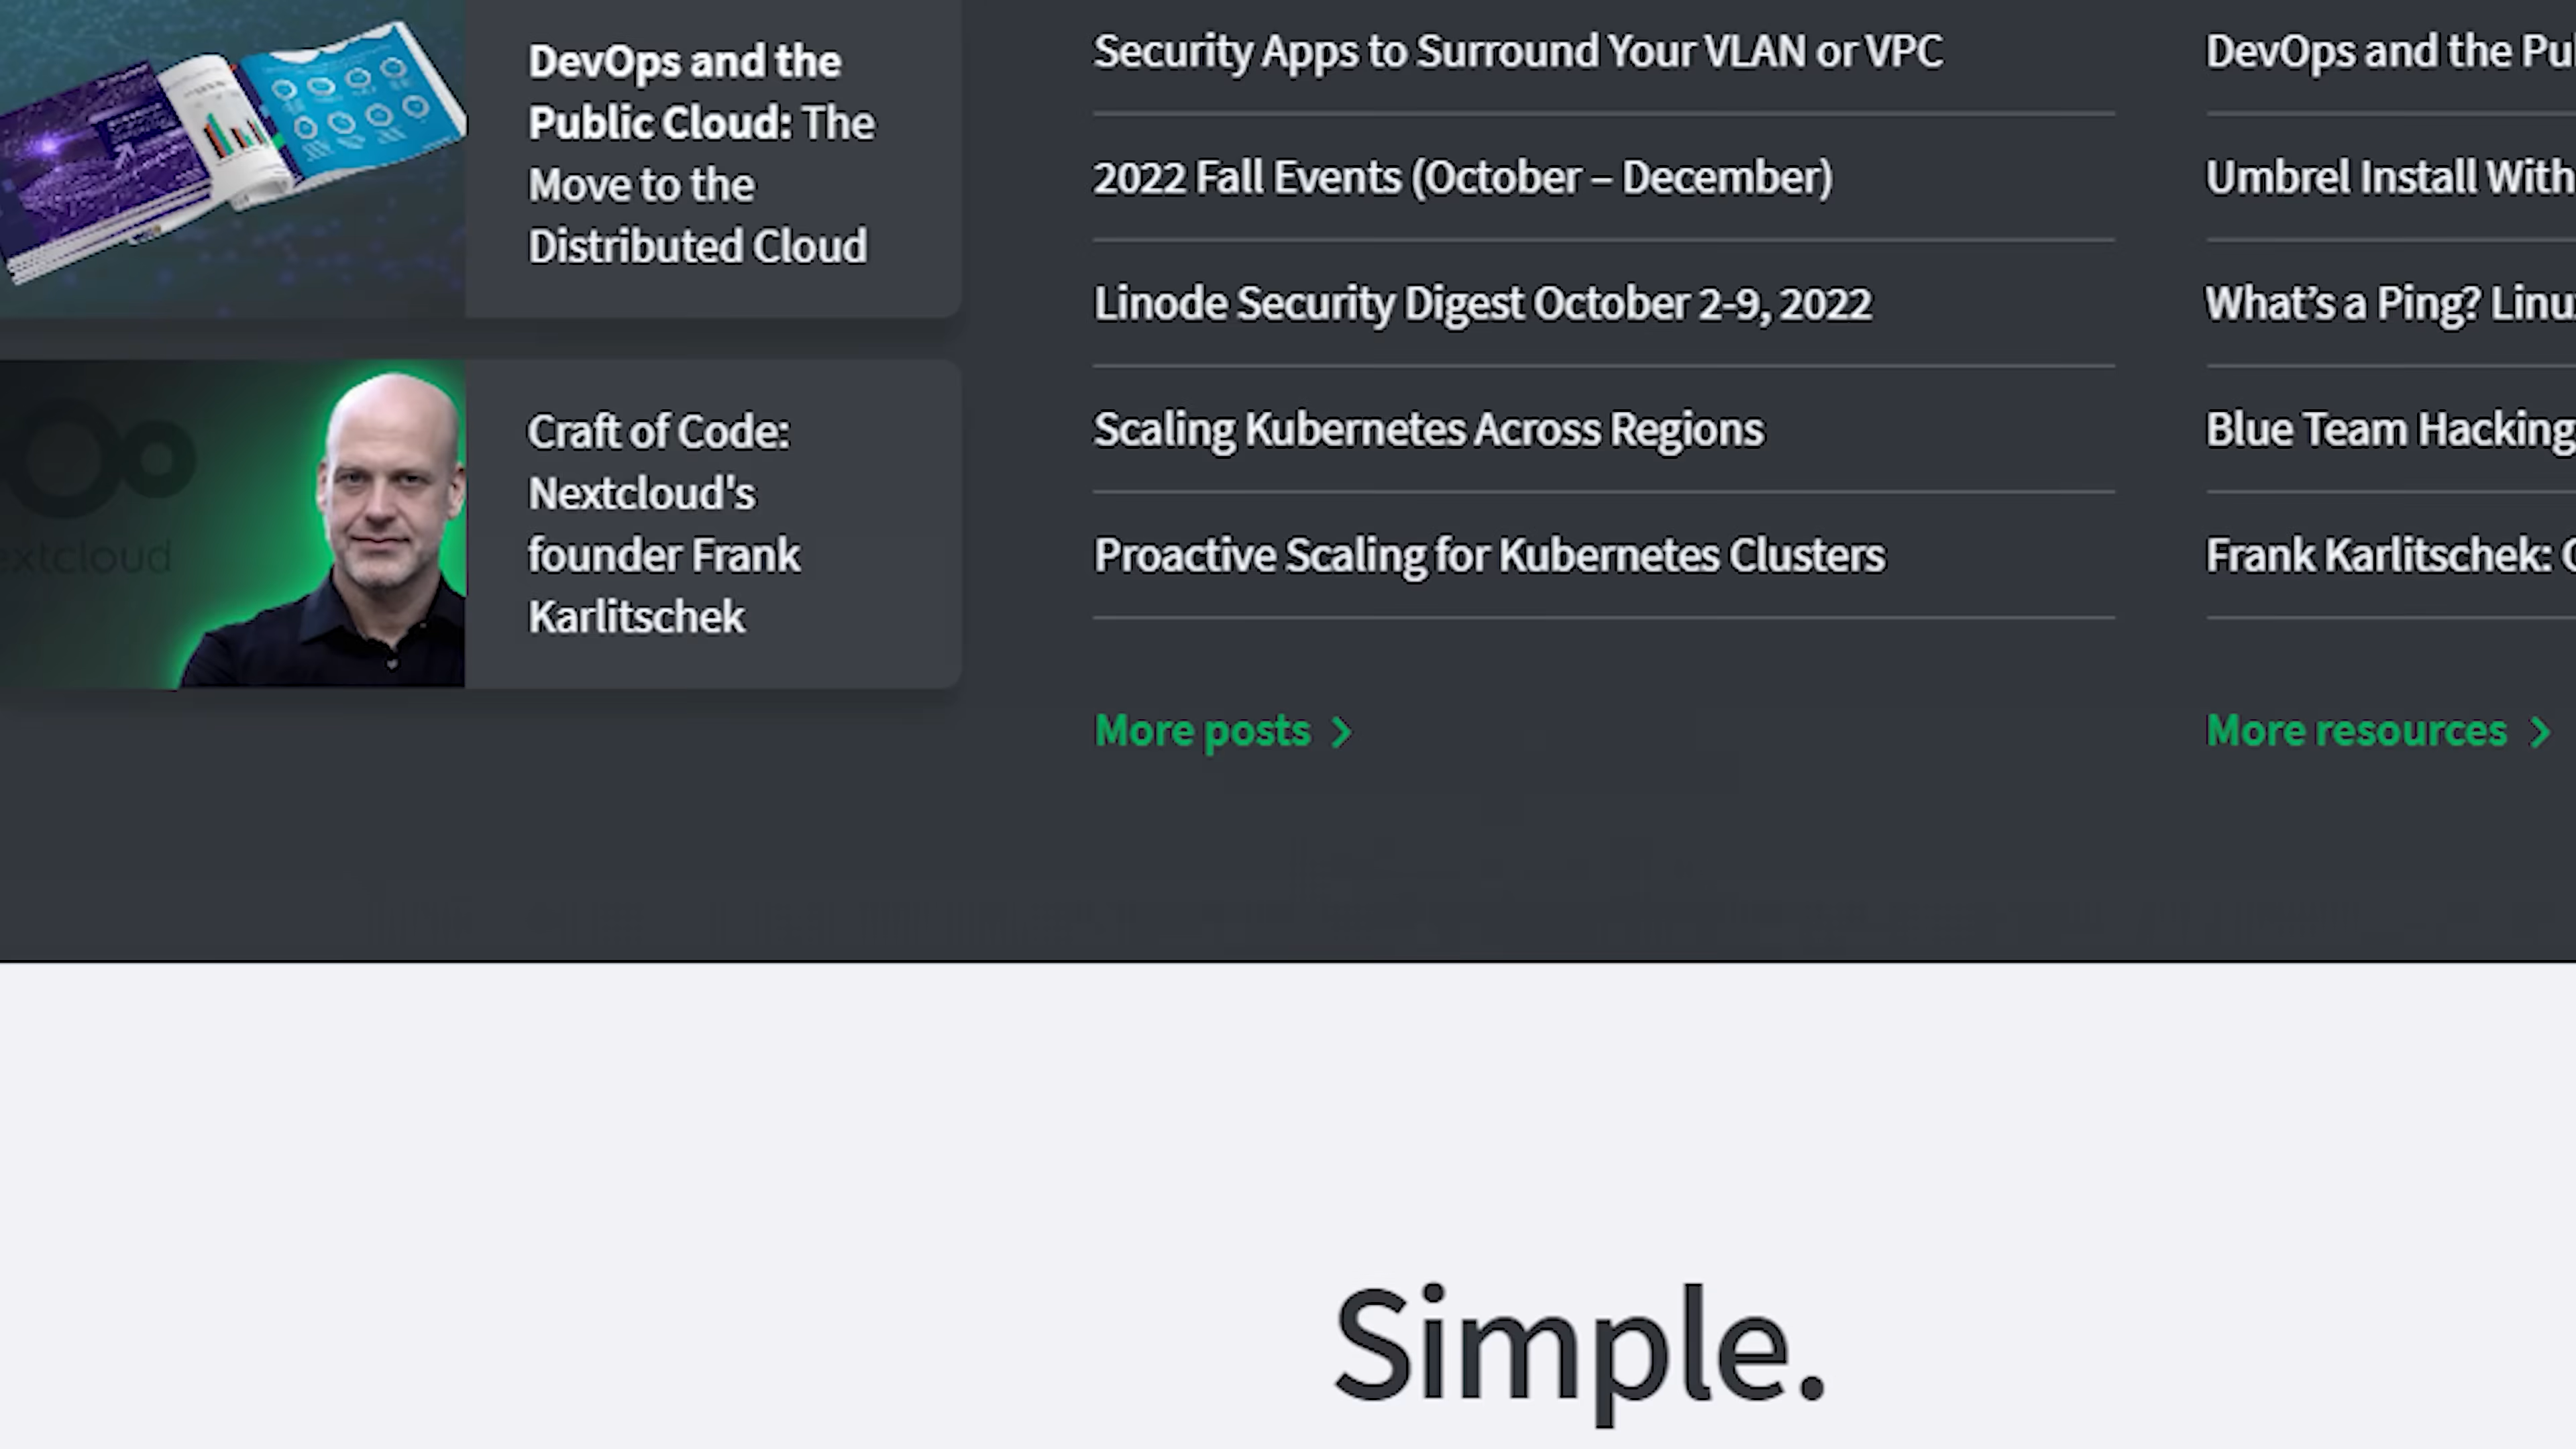 DevOps and the
Public Cloud: The
Move to the
Distributed Cloud
extcloud
Craft of Code:
Nextcloud's
founder Frank
Karlitschek
Security Apps to Surround Your VLAN or VPC
2022 Fall Events (October – December)
Linode Security Digest October 2-9, 2022
Scaling Kubernetes Across Regions
Proactive Scaling for Kubernetes Clusters
More posts
DevOps and the Pu
Umbrel Install With
What’s a Ping? Linu
Blue Team Hacking
Frank Karlitschek:
More resources
Simple.